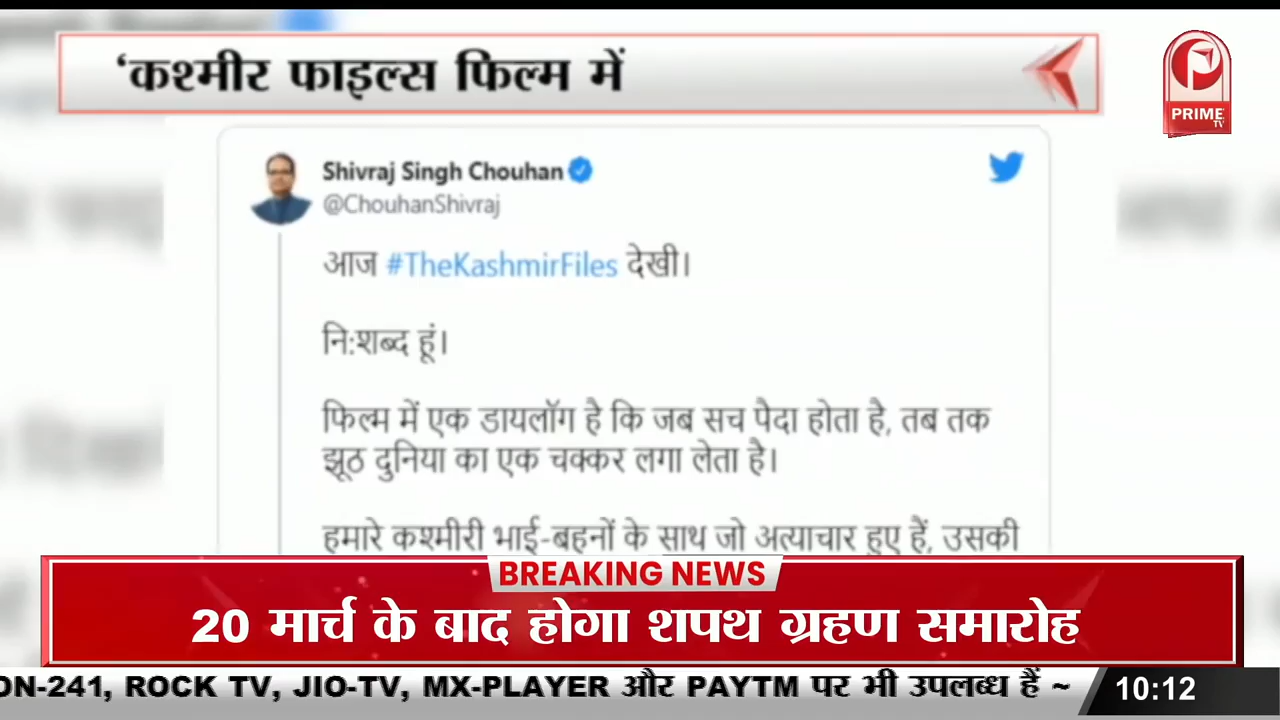 ‘कश्मीर फाइल्स फिल्म में
PRIME
TV
Shivraj Singh Chouhan
@ChouhanShivraj
आज #TheKashmirFiles देखी।
नि:शब्द हूं।
फिल्म में एक डायलॉग है कि जब सच पैदा होता है, तब तक
झूठ दुनिया का एक चक्कर लगा लेता है।
हमारे कश्मीरी भाई-बहनों के साथ जो अत्याचार हुए हैं, उसकी
BREAKING NEWS
20 मार्च के बाद होगा शपथ ग्रहण समारोह
ON-241, ROCK TV, JIO-TV, MX-PLAYER और PAYTM पर भी उपलब्ध हैं ~
10:12